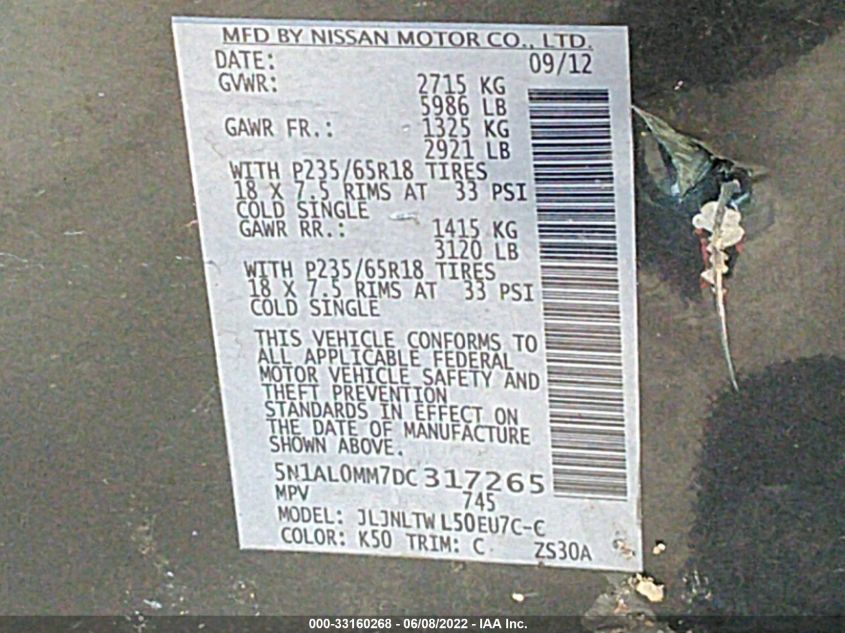 MFD BY NISSAN MOTOR CO., LTD.
DATE: 09/12
GVWR: 2715 KG
5986 LB
GAWR FR.: 1325 KG
2921 LB
WITH P235/65R18 TIRES
18 X 7.5 RIMS AT 33 PSI
COLD SINGLE
GAWR RR.: 1415 KG
3120 LB
WITH P235/65R18 TIRES
18 X 7.5 RIMS AT 33 PSI
COLD SINGLE
THIS VEHICLE CONFORMS TO
ALL APPLICABLE FEDERAL
MOTOR VEHICLE SAFETY AND
THEFT PREVENTION
STANDARDS IN EFFECT ON
THE DATE OF MANUFACTURE
SHOWN ABOVE.
5N1AL0MM7DC317265
MPV 745
MODEL: JLJNLTWL50EU7C-C
COLOR: K50 TRIM: C ZS30A
000-33160268 - 06/08/2022 - IAA Inc.